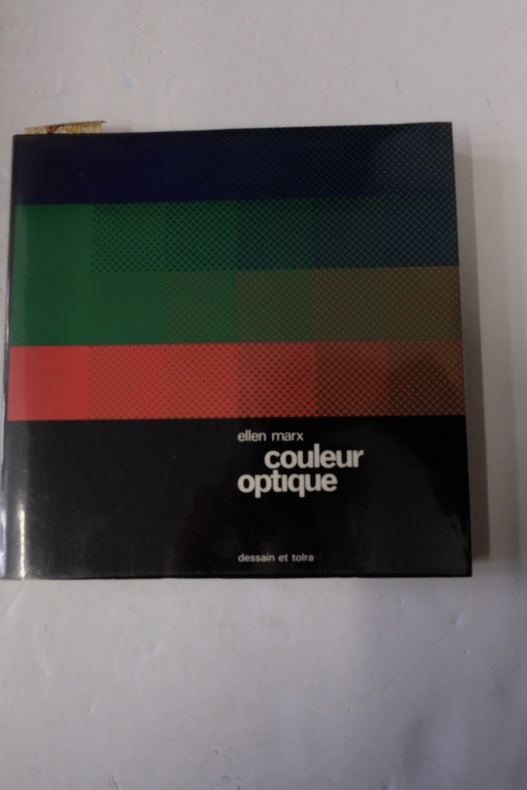 ellen marx
couleur
optique
dessain et tolra